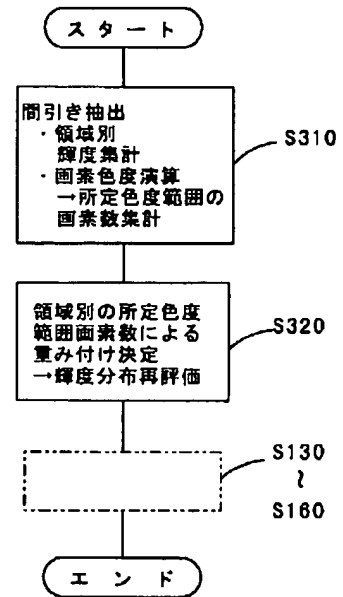 スタート
間引き抽出
・領域別
輝度集計
・画素色度演算
→所定色度範囲の
画素数集計
S310
領域別の所定色度
範囲画素数による
重み付け決定
→輝度分布再評価
S320
S130
~
S160
エンド